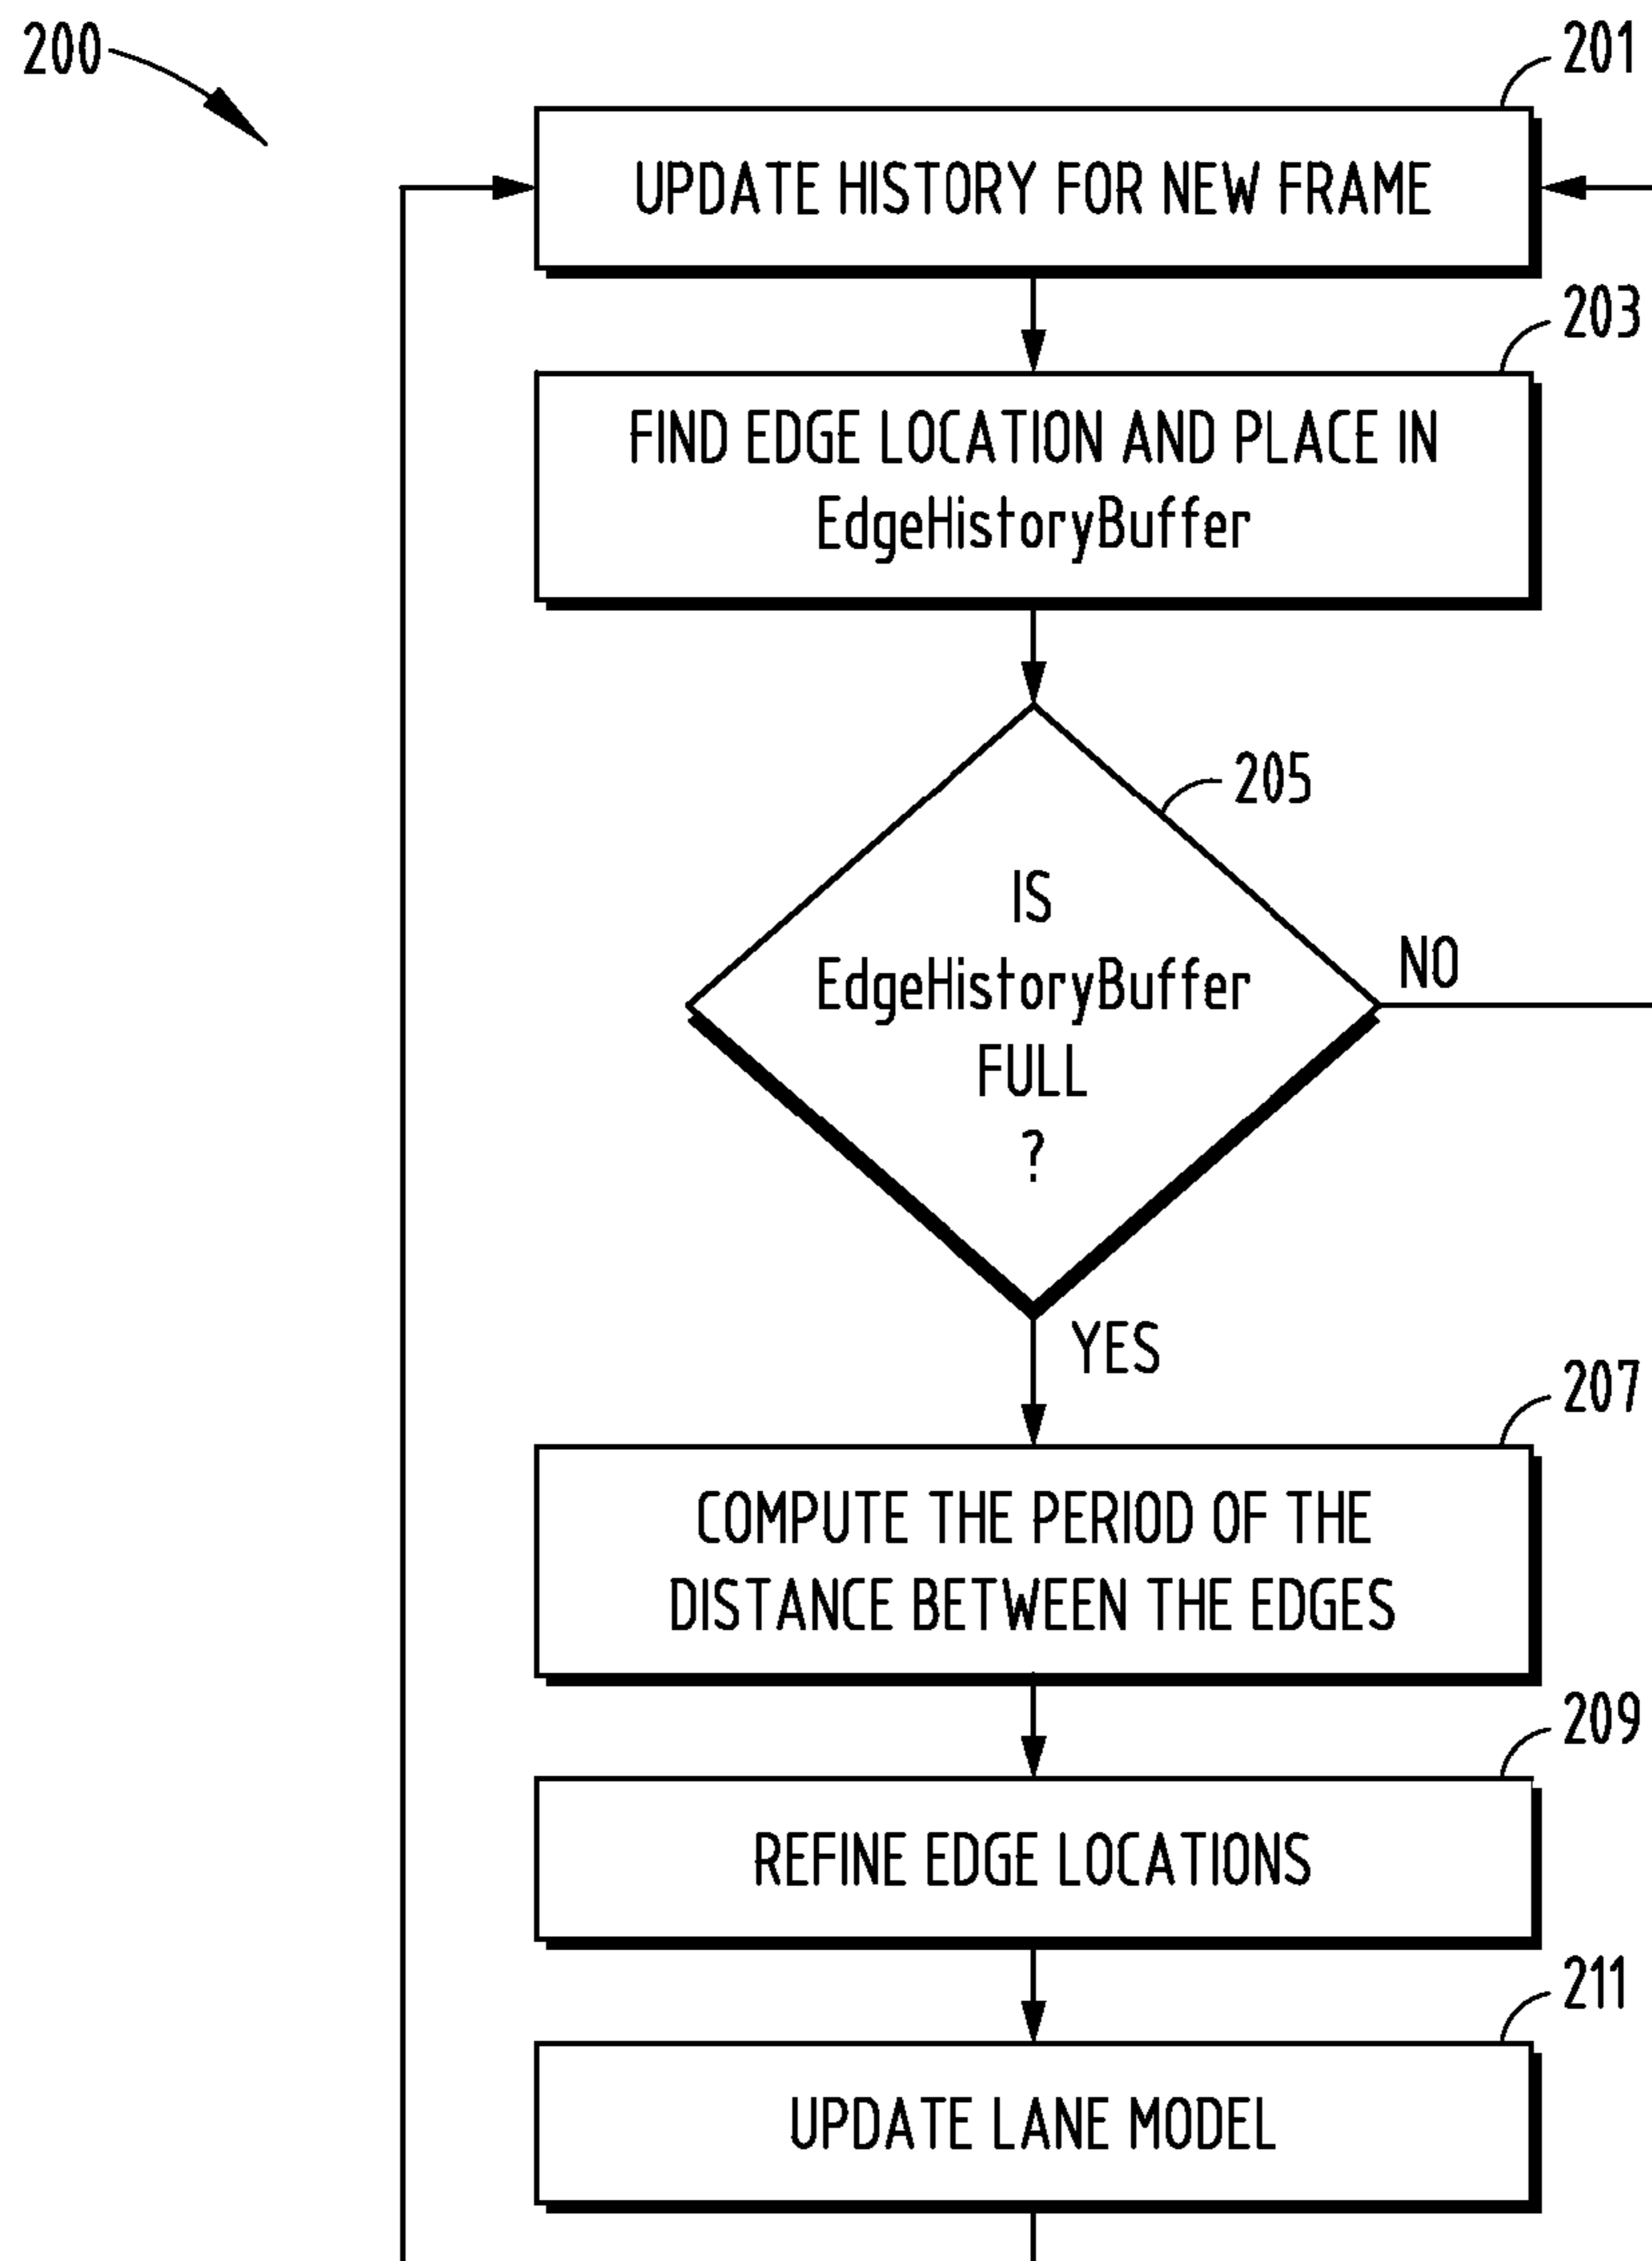 200
201
UPDATE HISTORY FOR NEW FRAME
203
FIND EDGE LOCATION AND PLACE IN
EdgeHistoryBuffer
205
IS
EdgeHistoryBuffer
FULL
?
NO
YES
207
COMPUTE THE PERIOD OF THE
DISTANCE BETWEEN THE EDGES
209
REFINE EDGE LOCATIONS
211
UPDATE LANE MODEL